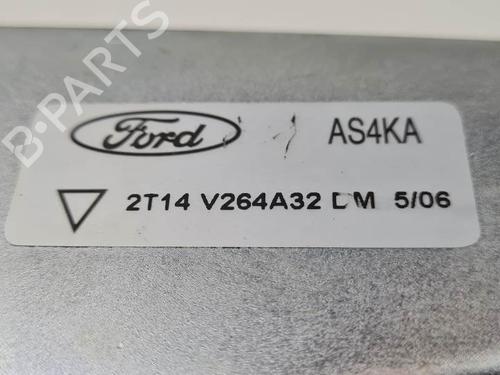 Ford AS4KA
2T14 V264A32 DM 5/06
B-PARTS